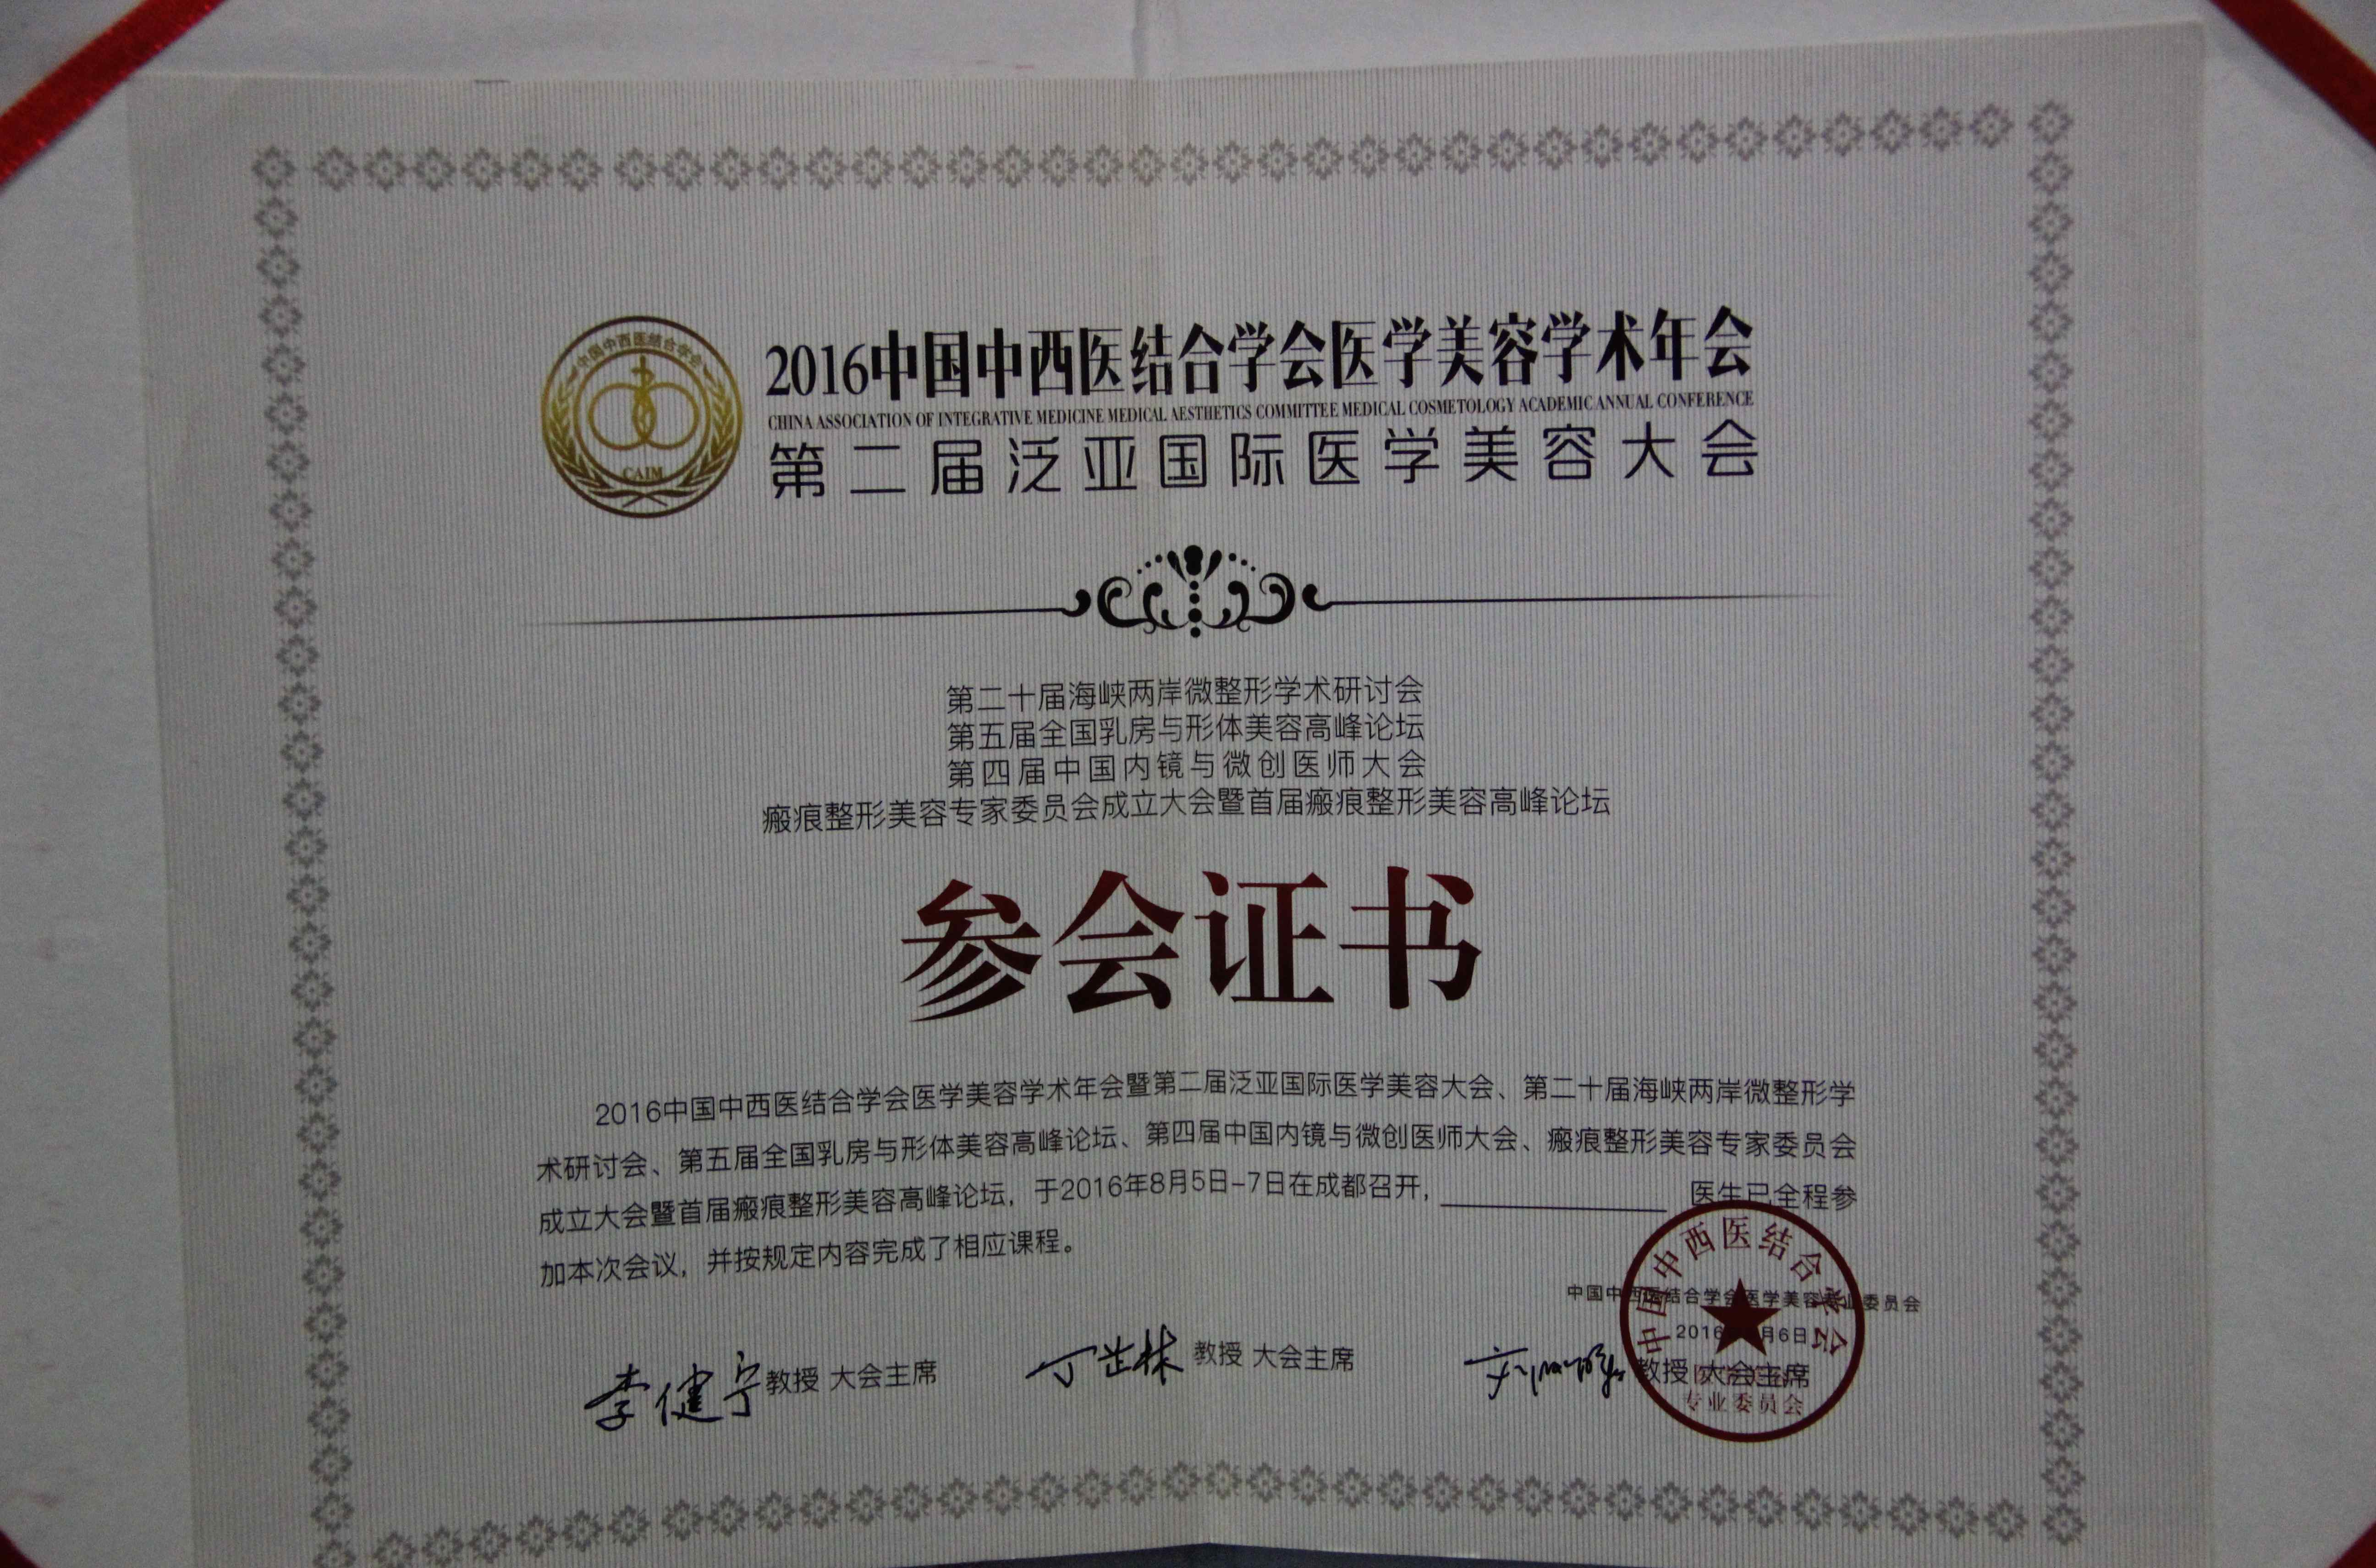 中国中西医结合学会
CAIM
2016中国中西医结合学会医学美容学术年会
CHINA ASSOCIATION OF INTEGRATIVE MEDICINE MEDICAL AESTHETICS COMMITTEE MEDICAL COSMETOLOGY ACADEMIC ANNUAL CONFERENCE
第二届泛亚国际医学美容大会
第二十届海峡两岸微整形学术研讨会
第五届全国乳房与形体美容高峰论坛
第四届中国内镜与微创医师大会
瘢痕整形美容专家委员会成立大会暨首届瘢痕整形美容高峰论坛
参会证书
2016中国中西医结合学会医学美容学术年会暨第二届泛亚国际医学美容大会、第二十届海峡两岸微整形学
术研讨会、第五届全国乳房与形体美容高峰论坛、第四届中国内镜与微创医师大会、瘢痕整形美容专家委员会
成立大会暨首届瘢痕整形美容高峰论坛，于2016年8月5日-7日在成都召开，医生已全程参
加本次会议，并按规定内容完成了相应课程。
中国中西医结合学会医学美容专业委员会
2016 月6日
李健宁 教授 大会主席
丁芷林 教授 大会主席
教授 大会主席
中国中西医结合学会
专业委员会